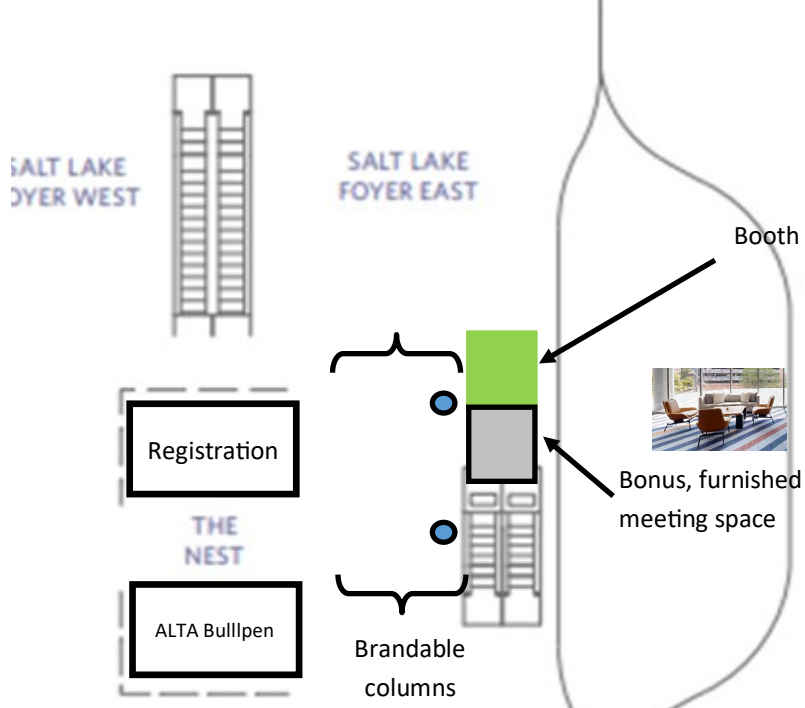 SALT LAKE
OYER WEST
SALT LAKE
FOYER EAST
Booth
Registration
Bonus, furnished
meeting space
THE
NEST
ALTA Bulllpen
Brandable
columns